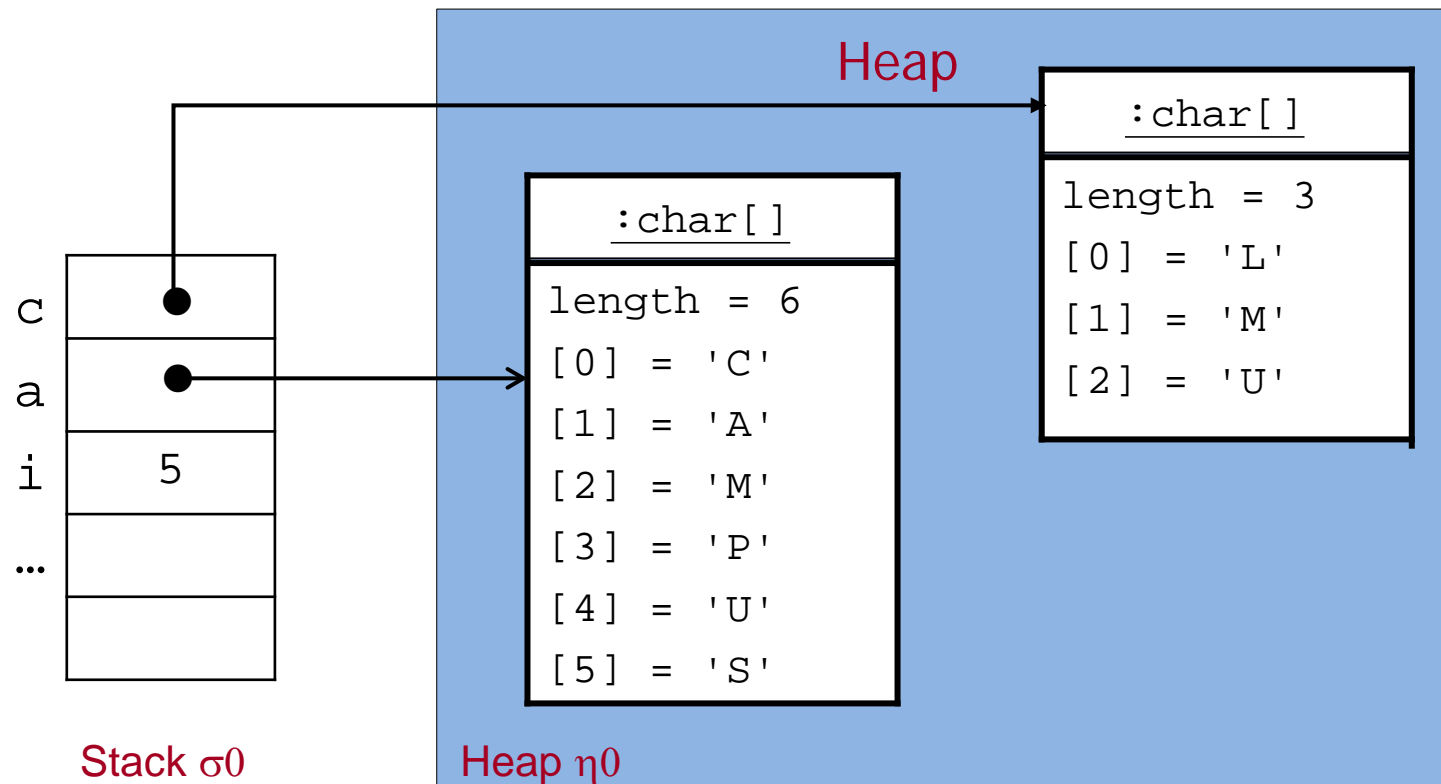 Heap
:char[]
length = 3
[0] = 'L'
[1] = 'M'
[2] = 'U'
:char[]
length = 6
[0] = 'C'
[1] = 'A'
[2] = 'M'
[3] = 'P'
[4] = 'U'
[5] = 'S'
c
a
i 5
…
Stack σ0
Heap η0